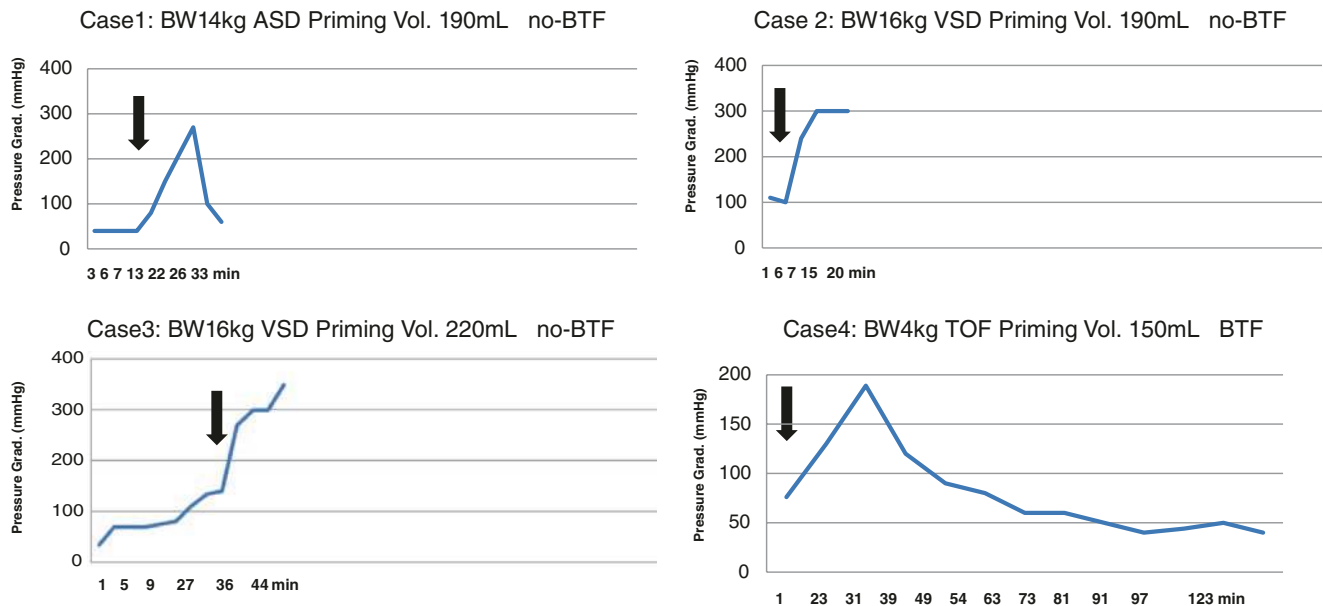 Case1: BW14kg ASD Priming Vol. 190mL no-BTF
Pressure Grad. (mmHg)
400
300
200
100
0
3 6 7 13 22 26 33 min
Case 2: BW16kg VSD Priming Vol. 190mL no-BTF
Pressure Grad. (mmHg)
400
300
200
100
0
1 6 7 15 20 min
Case3: BW16kg VSD Priming Vol. 220mL no-BTF
Pressure Grad. (mmHg)
400
300
200
100
0
1 5 9 27 36 44 min
Case4: BW4kg TOF Priming Vol. 150mL BTF
Pressure Grad. (mmHg)
200
150
100
50
0
1 23 31 39 49 54 63 73 81 91 97 123 min